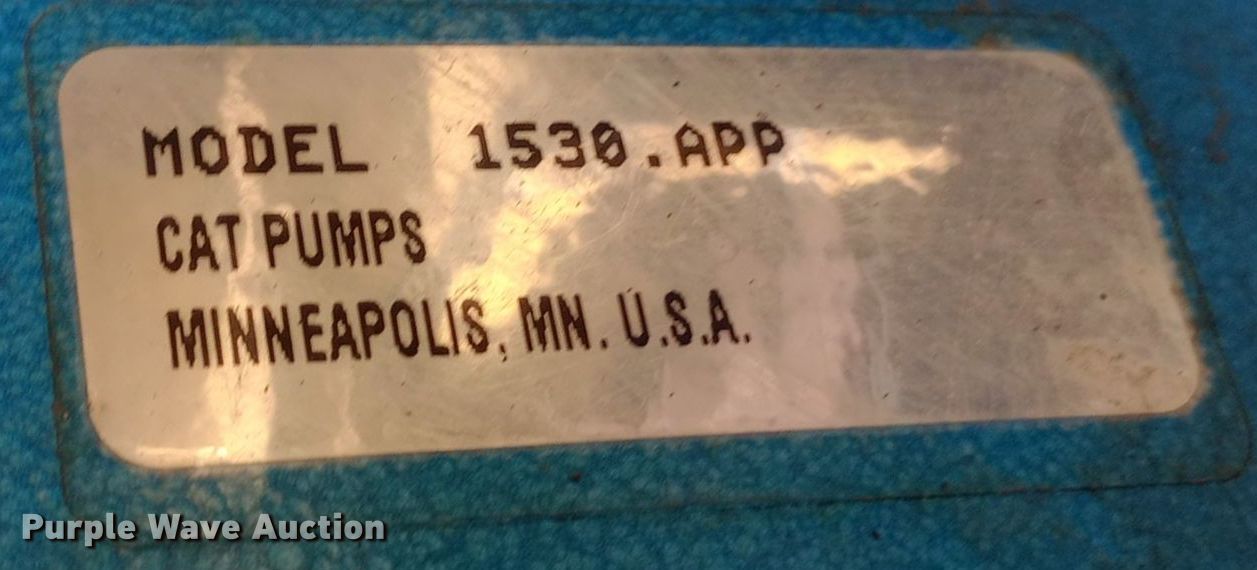 MODEL 1530.APP
CAT PUMPS
MINNEAPOLIS, MN. U.S.A.
Purple Wave Auction